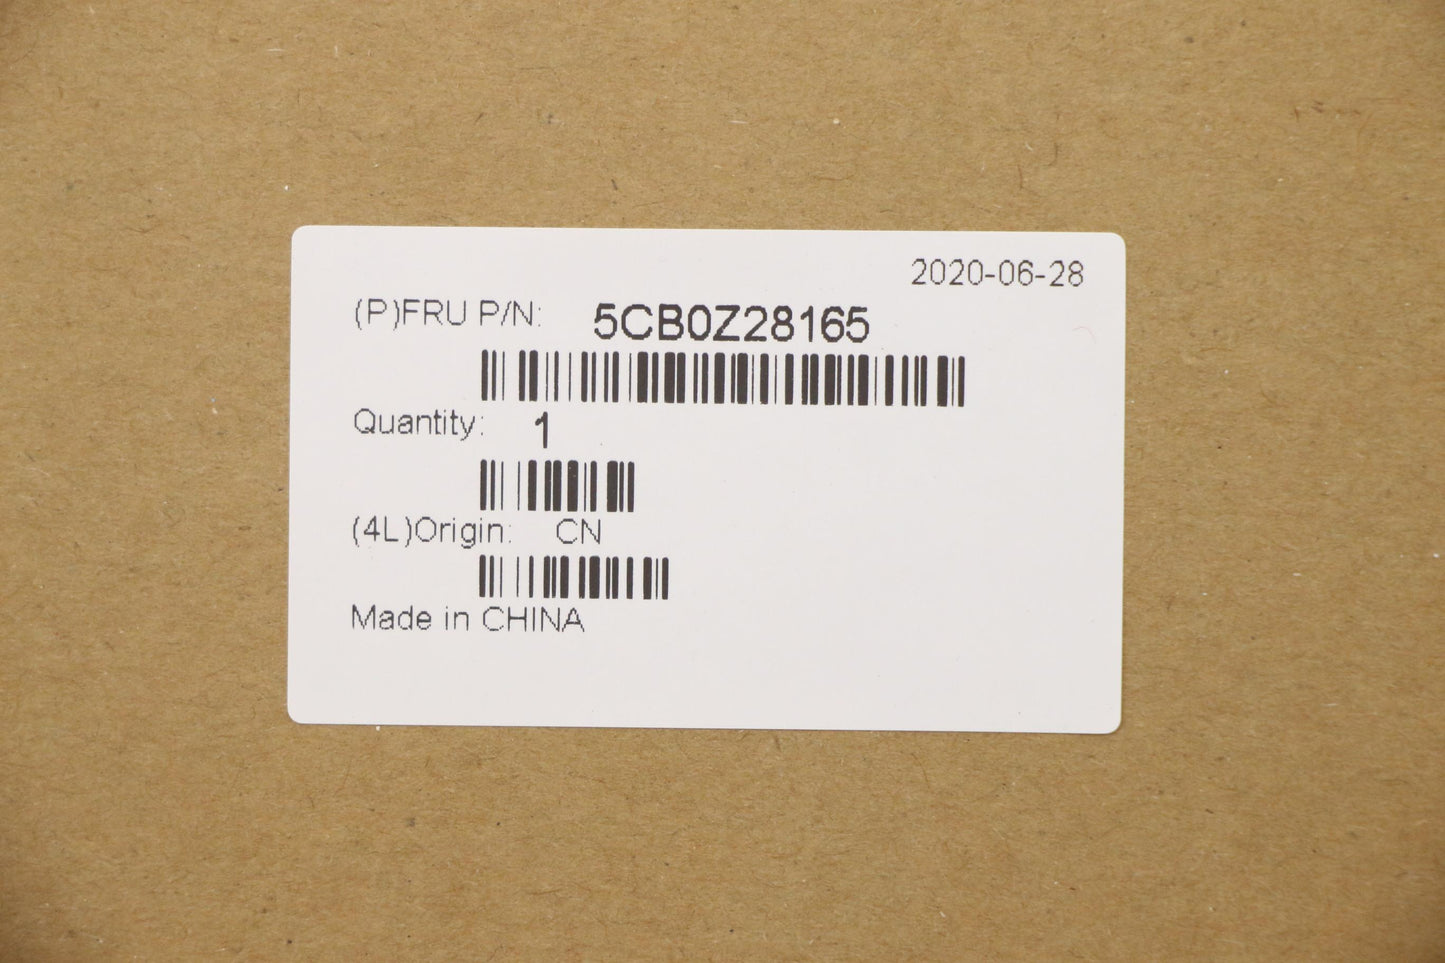 2020-06-28
(P)FRU P/N: 5CB0Z28165
Quantity: 1
(4L)Origin: CN
Made in CHINA